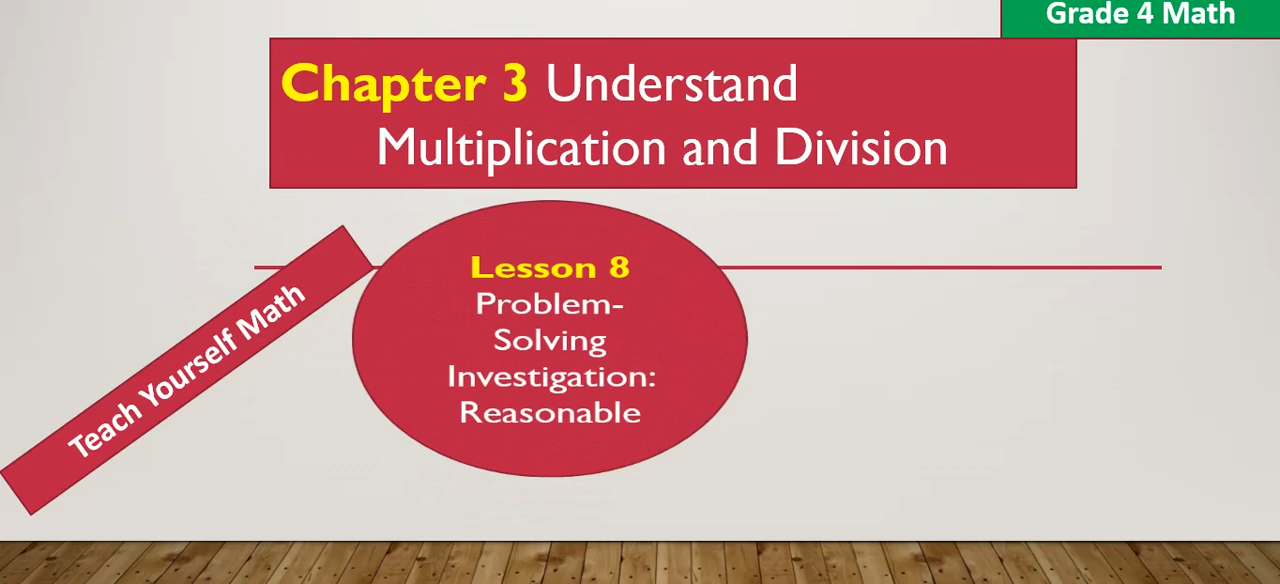 Grade 4 Math
Chapter 3 Understand
Multiplication and Division
Lesson 8
Problem-
Solving
Investigation:
Reasonable
Teach Yourself Math